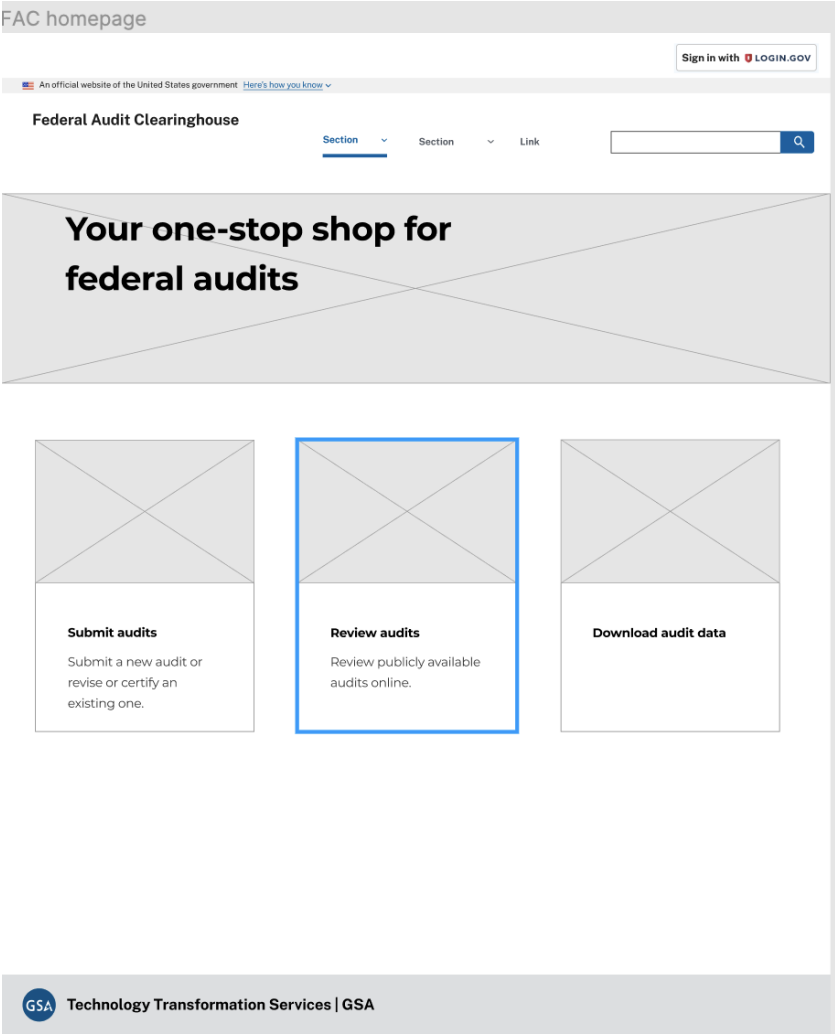 FAC homepage
Sign in with LOGIN.GOV
An official website of the United States government Here's how you know
Federal Audit Clearinghouse
Section Section Link
Your one-stop shop for
federal audits
Submit audits
Submit a new audit or
revise or certify an
existing one.
Review audits
Review publicly available
audits online.
Download audit data
GSA Technology Transformation Services | GSA